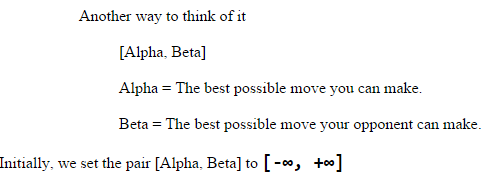 Another way to think of it
[Alpha, Beta]
Alpha = The best possible move you can make.
Beta = The best possible move your opponent can make.
Initially, we set the pair [Alpha, Beta] to [-∞, +∞]